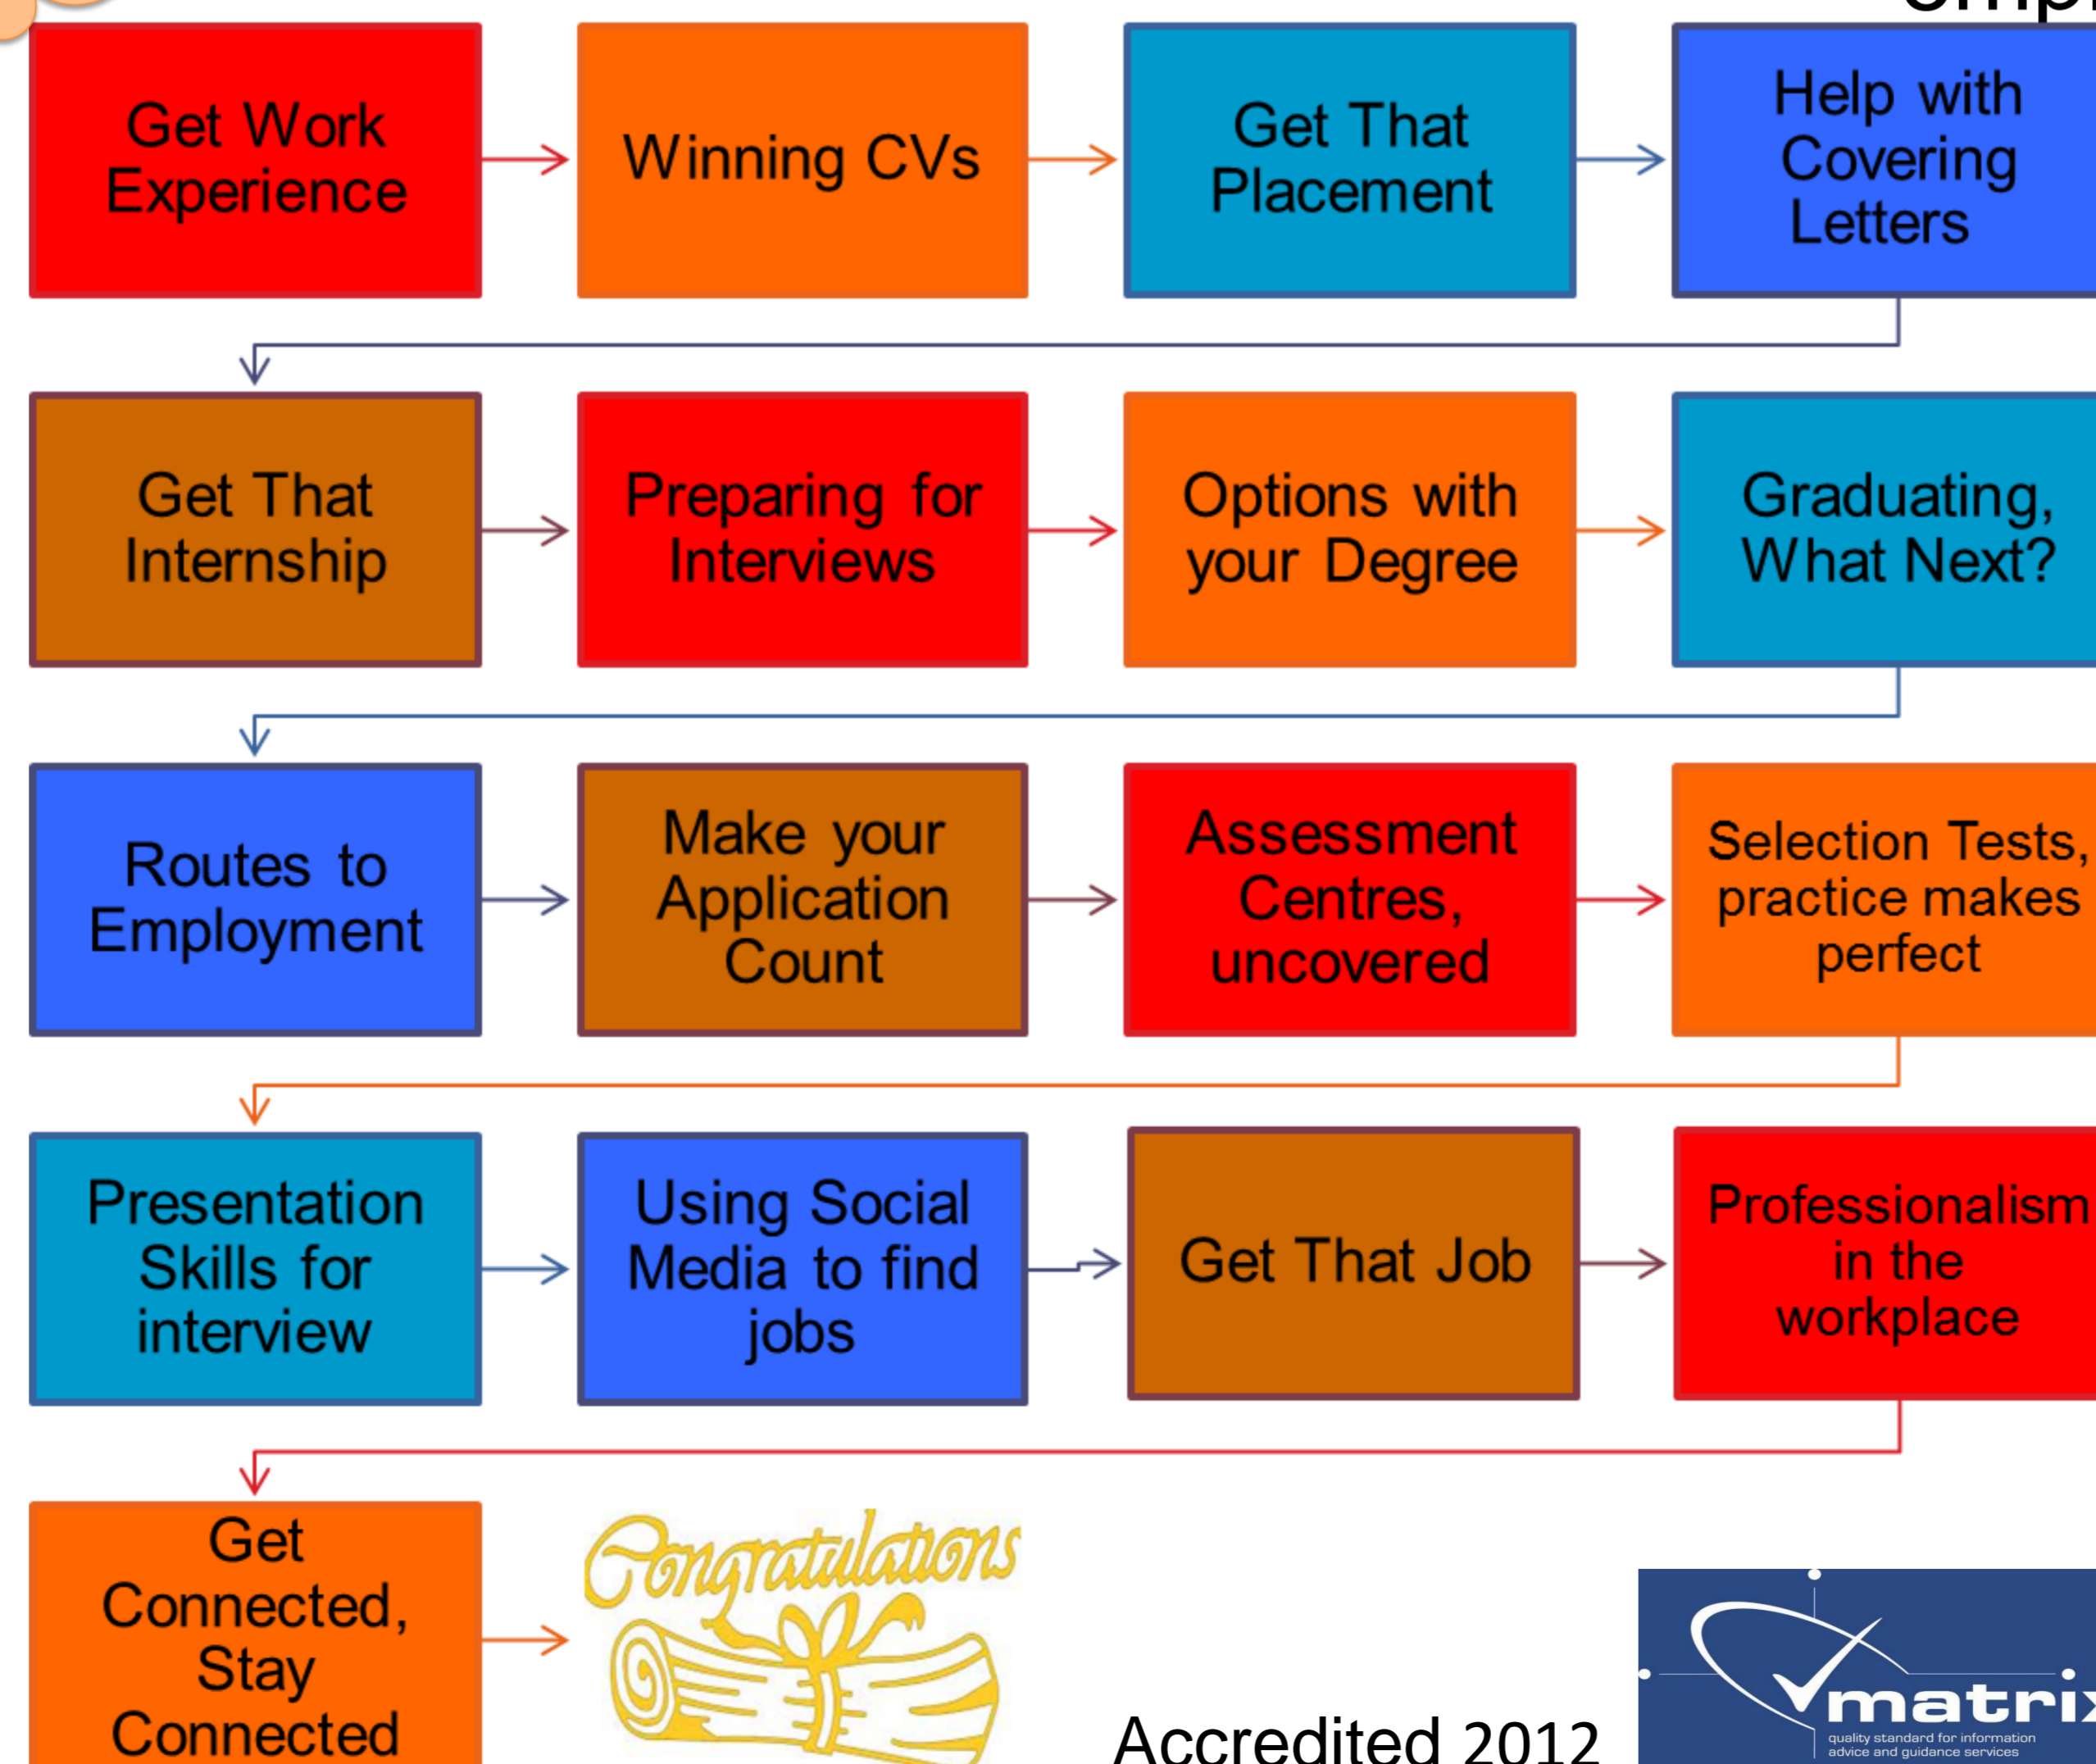 Get Work
Experience
Winning CVs
Get That
Placement
Help with
Covering
Letters
Get That
Internship
Preparing for
Interviews
Options with
your Degree
Graduating,
What Next?
Routes to
Employment
Make your
Application
Count
Assessment
Centres,
uncovered
Selection Tests,
practice makes
perfect
Presentation
Skills for
interview
Using Social
Media to find
jobs
Get That Job
Professionalism
in the
workplace
Get
Connected,
Stay
Connected
Congratulations
Accredited 2012
matrix
quality standard for information
advice and guidance services